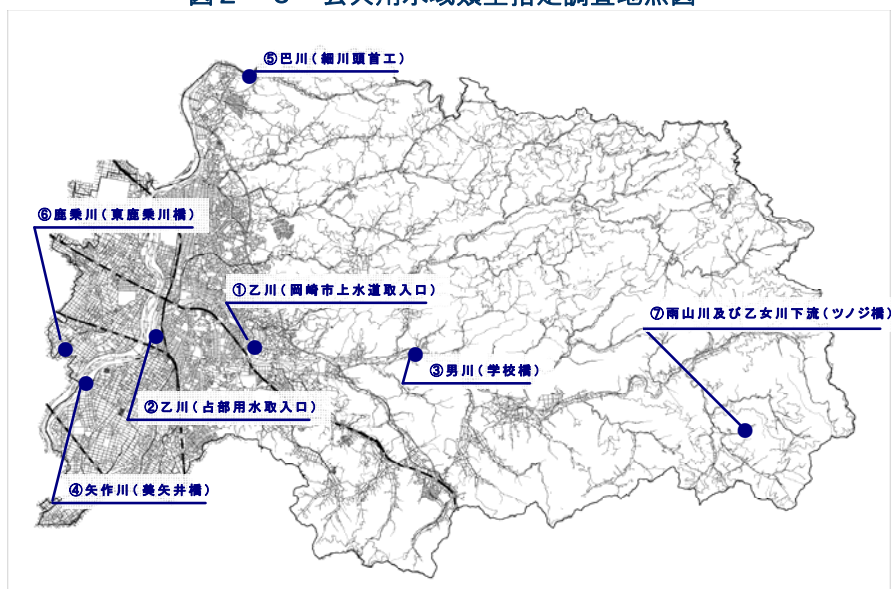 ⑤巴川(細川頭首工)
⑥鹿乗川(東鹿乗川橋)
①乙川(岡崎市上水道取入口)
⑦雨山川及び乙女川下流(ツノジ橋)
③男川(学校橋)
②乙川(占部用水取入口)
④矢作川(美矢井橋)